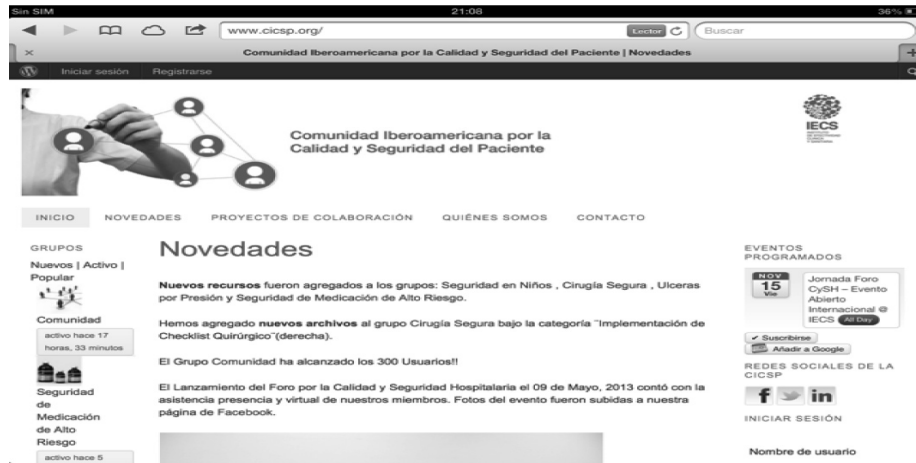 Sin SIM
21:08
36%
www.cicsp.org/
Lector
Buscar
Comunidad Iberoamericana por la Calidad y Seguridad del Paciente | Novedades
Iniciar sesión
Registrarse
Comunidad Iberoamericana por la
Calidad y Seguridad del Paciente
IECS
INICIO
NOVEDADES
PROYECTOS DE COLABORACIÓN
QUIÉNES SOMOS
CONTACTO
GRUPOS
Nuevos | Activo |
Popular
Comunidad
activo hace 17
horas, 33 minutos
Seguridad
de
Medicación
de Alto
Riesgo
activo hace 5
Novedades
Nuevos recursos fueron agregados a los grupos: Seguridad en Niños , Cirugía Segura , Ulceras
por Presión y Seguridad de Medicación de Alto Riesgo.
Hemos agregado nuevos archivos al grupo Cirugía Segura bajo la categoría ¨Implementación de
Checklist Quirúrgico¨(derecha).
El Grupo Comunidad ha alcanzado los 300 Usuarios!!
El Lanzamiento del Foro por la Calidad y Seguridad Hospitalaria el 09 de Mayo, 2013 contó con la
asistencia presencia y virtual de nuestros miembros. Fotos del evento fueron subidas a nuestra
página de Facebook.
EVENTOS
PROGRAMADOS
NOV
15
Vie
Jornada Foro
CySH – Evento
Abierto
Internacional @
IECS All Day
Suscribirse
Añadir a Google
REDES SOCIALES DE LA
CICSP
INICIAR SESIÓN
Nombre de usuario